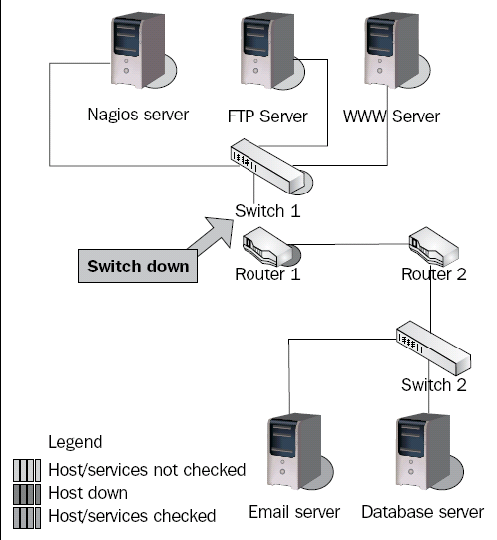 Nagios server
FTP Server
WWW Server
Switch 1
Switch down
Router 1
Router 2
Switch 2
Email server
Database server
Legend
Host/services not checked
Host down
Host/services checked